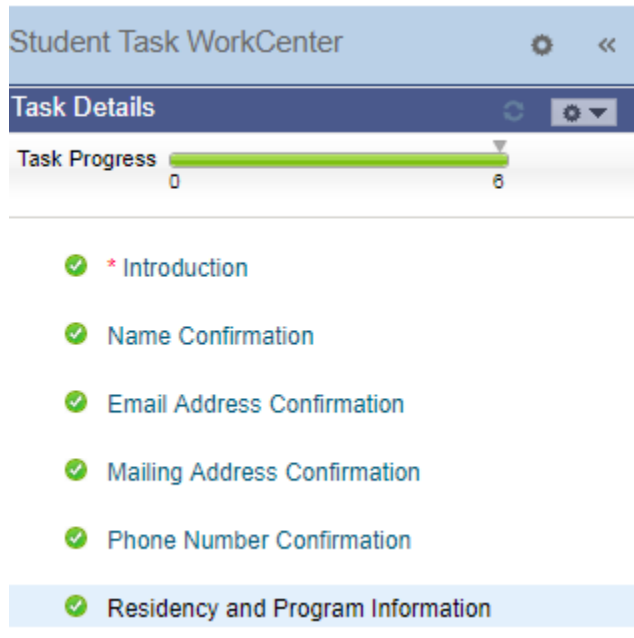 Student Task WorkCenter «
Task Details
Task Progress
0 6
* Introduction
Name Confirmation
Email Address Confirmation
Mailing Address Confirmation
Phone Number Confirmation
Residency and Program Information